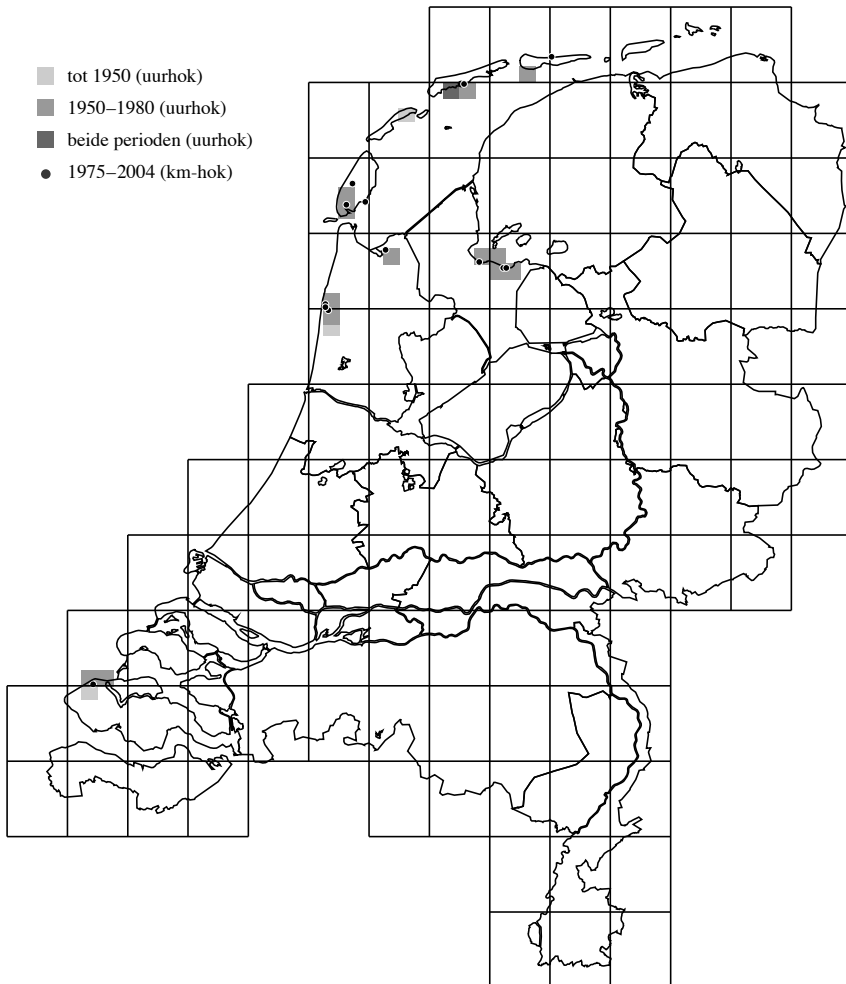 tot 1950 (uurhok)
1950–1980 (uurhok)
beide perioden (uurhok)
1975–2004 (km-hok)